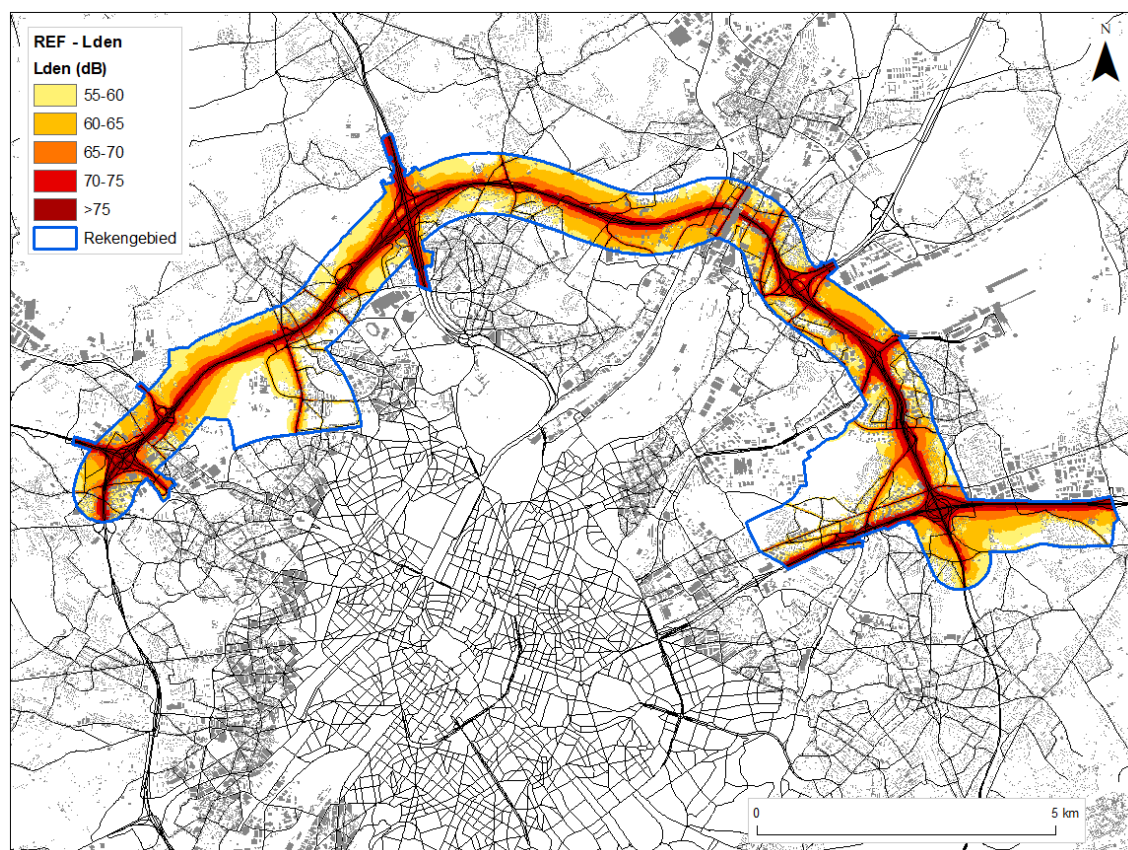 REF - Lden
Lden (dB)
55-60
60-65
65-70
70-75
>75
Rekengebied
N
0
5 km